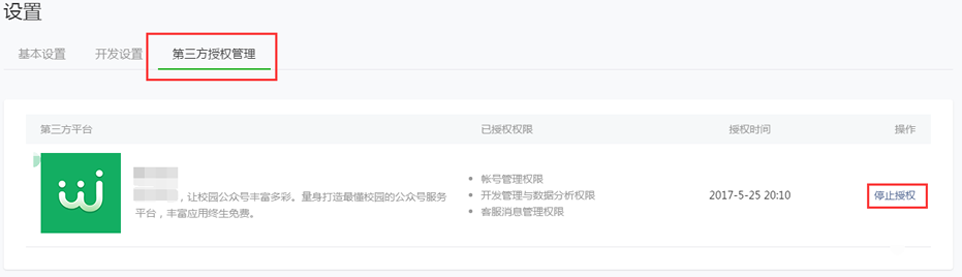 设置
基本设置 开发设置 第三方授权管理
第三方平台 已授权权限 授权时间 操作
，让校园公众号丰富多彩。量身打造最懂校园的公众号服务
平台，丰富应用终生免费。
帐号管理权限
开发管理与数据分析权限
客服消息管理权限
2017-5-25 20:10
停止授权